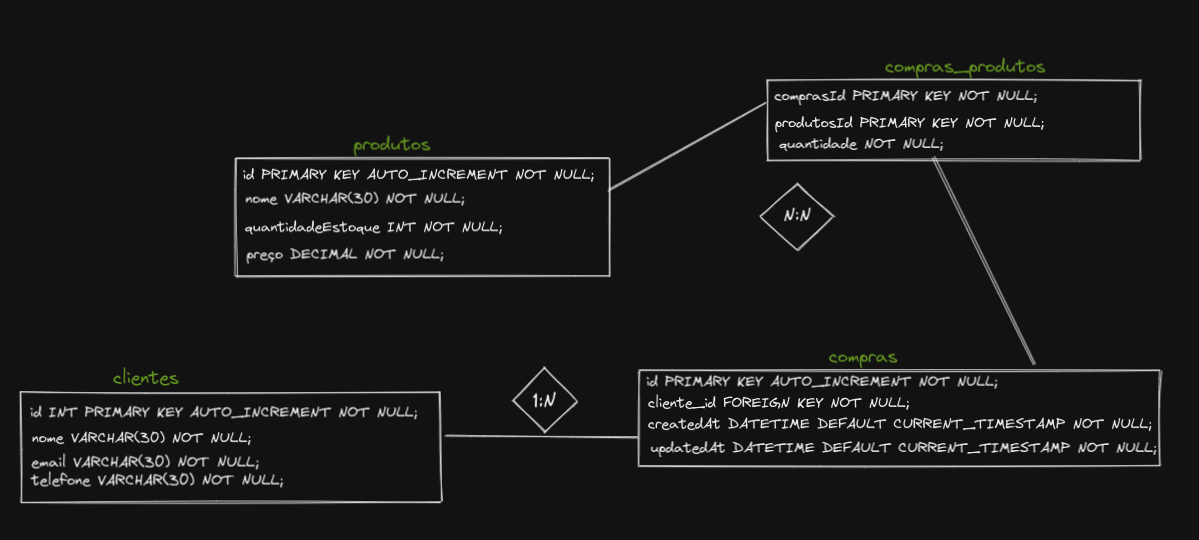 compras_produtos
comprasId PRIMARY KEY NOT NULL;
produtosId PRIMARY KEY NOT NULL;
quantidade NOT NULL;
produtos
id PRIMARY KEY AUTO_INCREMENT NOT NULL;
nome VARCHAR(30) NOT NULL;
quantidadeEstoque INT NOT NULL;
preço DECIMAL NOT NULL;
N:N
clientes
id INT PRIMARY KEY AUTO_INCREMENT NOT NULL;
nome VARCHAR(30) NOT NULL;
email VARCHAR(30) NOT NULL;
telefone VARCHAR(30) NOT NULL;
1:N
compras
id PRIMARY KEY AUTO_INCREMENT NOT NULL;
cliente_id FOREIGN KEY NOT NULL;
createdAt DATETIME DEFAULT CURRENT_TIMESTAMP NOT NULL;
updatedAt DATETIME DEFAULT CURRENT_TIMESTAMP NOT NULL;